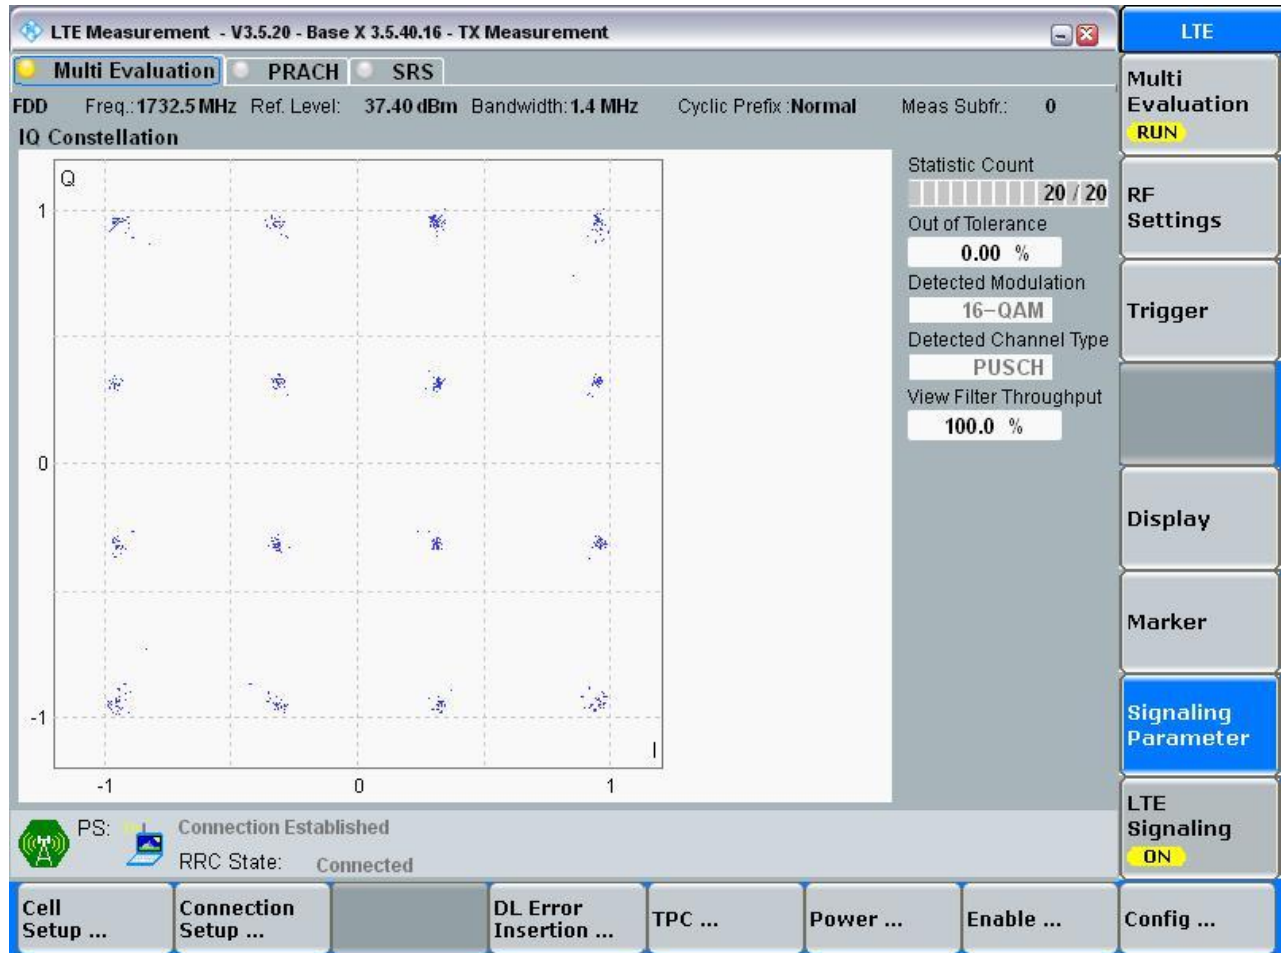 LTE Measurement - V3.5.20 - Base X 3.5.40.16 - TX Measurement
LTE
Multi Evaluation PRACH SRS
FDD Freq.: 1732.5 MHz Ref. Level: 37.40 dBm Bandwidth: 1.4 MHz Cyclic Prefix : Normal Meas Subfr.: 0
IQ Constellation
Q
1
0
-1
-1 0 1
I
Statistic Count
20 / 20
Out of Tolerance
0.00 %
Detected Modulation
16-QAM
Detected Channel Type
PUSCH
View Filter Throughput
100.0 %
Multi
Evaluation
RUN
RF
Settings
Trigger
Display
Marker
Signaling
Parameter
LTE
Signaling
ON
PS: Connection Established
RRC State: Connected
Cell
Setup ...
Connection
Setup ...
DL Error
Insertion ...
TPC ...
Power ...
Enable ...
Config ...